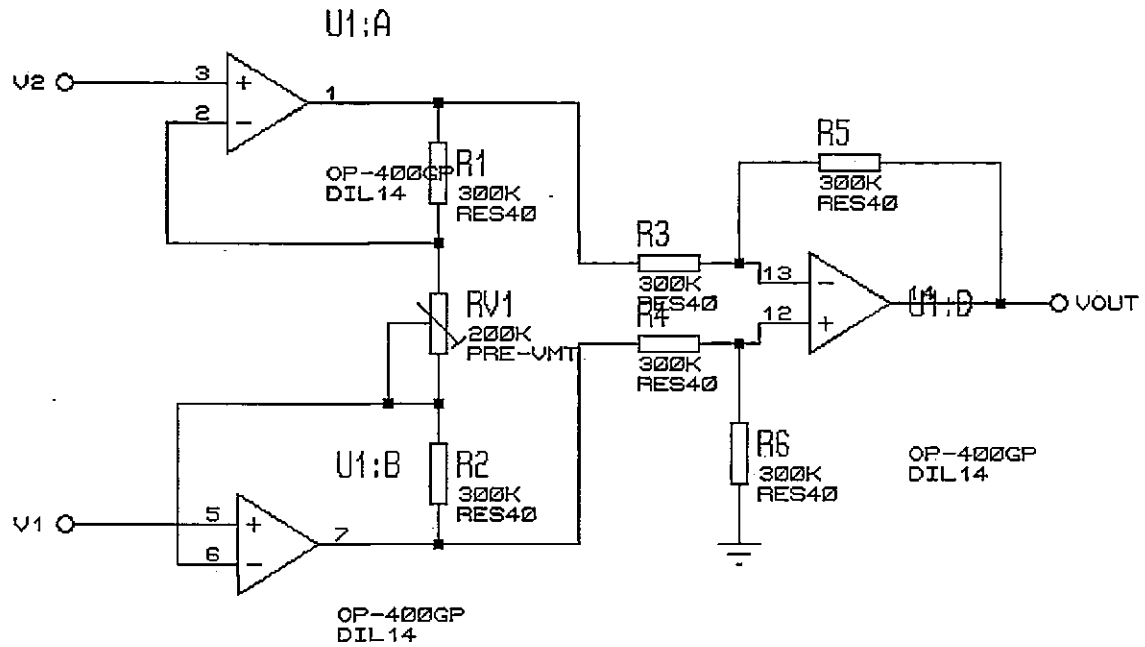 U1:A
V2
3
+
1
2
−
R1
OP-400GP
300K
DIL14
RES40
R5
300K
RES40
R3
300K
RES40
13
−
RV1
200K
PRE-VMT
R4
300K
RES40
12
+
U1:D
VOUT
U1:B
R2
300K
RES40
R6
300K
RES40
OP-400GP
DIL14
V1
5
+
7
6
−
OP-400GP
DIL14